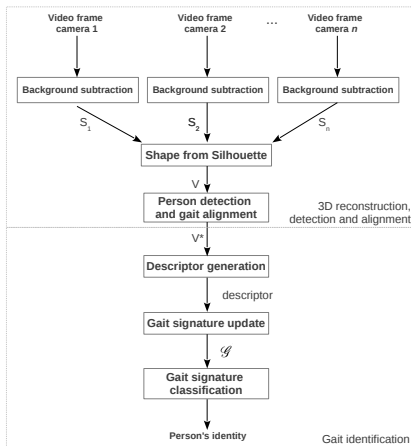 Video frame
camera 1
Video frame
camera 2
...
Video frame
camera n
Background subtraction
Background subtraction
Background subtraction
S1
S2
Sn
Shape from Silhouette
V
Person detection
and gait alignment
3D reconstruction,
detection and alignment
V*
Descriptor generation
descriptor
Gait signature update
𝒢
Gait signature
classification
Person's identity
Gait identification